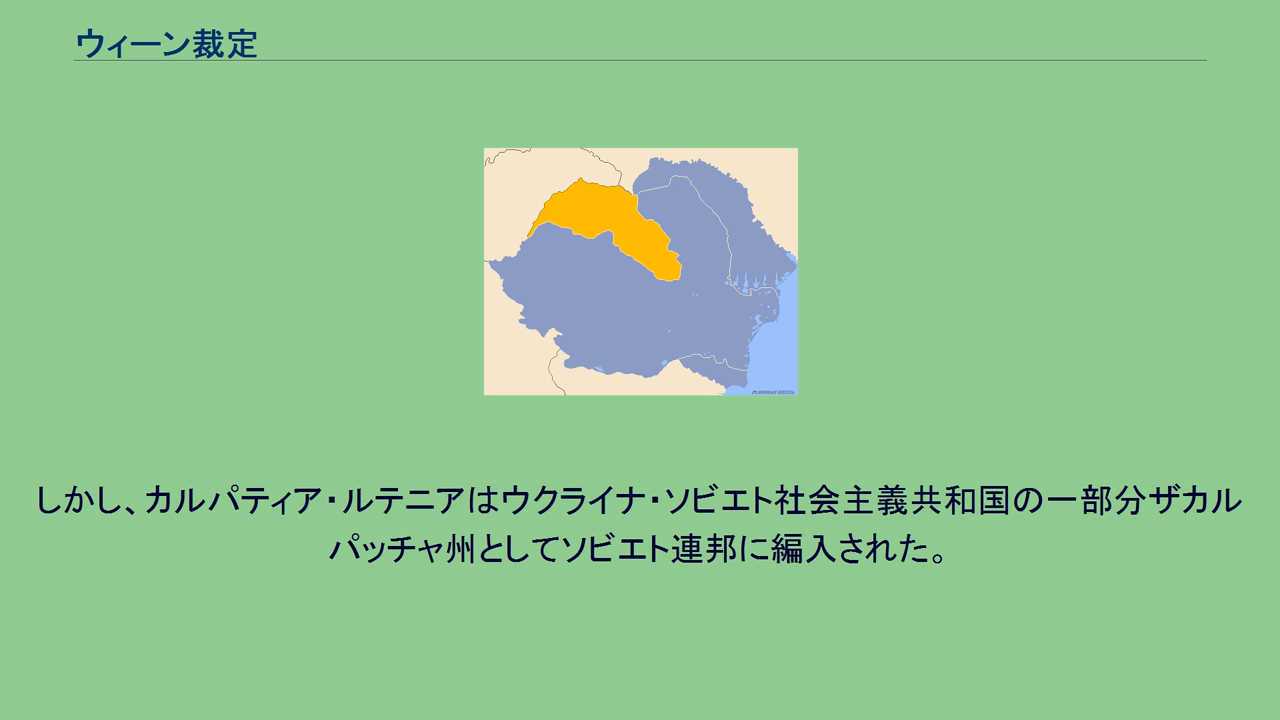 ウィーン裁定
しかし、カルパティア・ルテニアはウクライナ・ソビエト社会主義共和国の一部分ザカル
パッチャ州としてソビエト連邦に編入された。